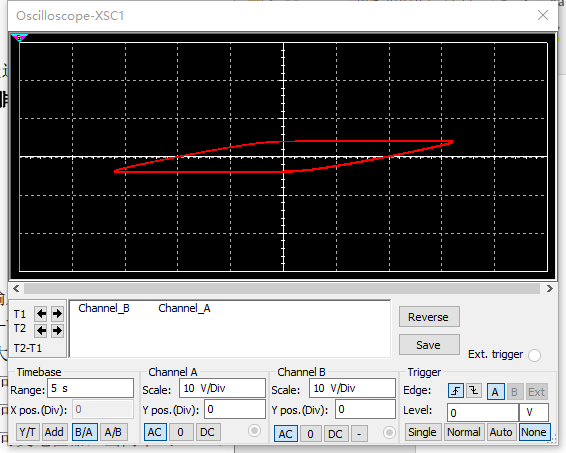 Oscilloscope-XSC1
T1
T2
T2-T1
Channel_B Channel_A
Reverse
Save
Ext. trigger
Timebase
Range: 5 s
X pos.(Div): 0
Y/T Add B/A A/B
Channel A
Scale: 10 V/Div
Y pos.(Div): 0
AC 0 DC
Channel B
Scale: 10 V/Div
Y pos.(Div): 0
AC 0 DC -
Trigger
Edge: A B Ext
Level: 0 V
Single Normal Auto None